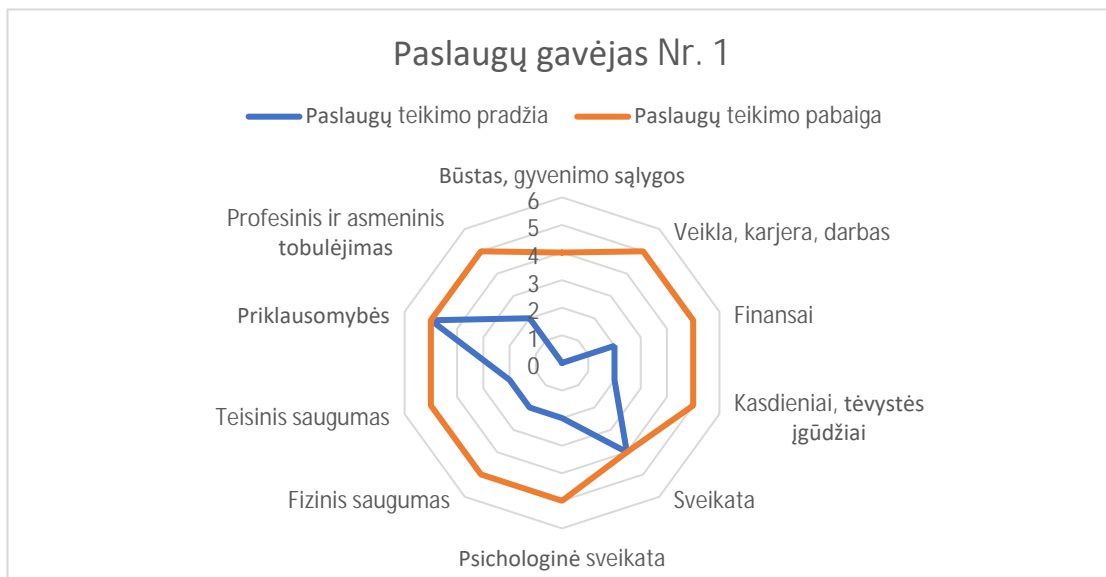 Paslaugų gavėjas Nr. 1
Paslaugų teikimo pradžia
Paslaugų teikimo pabaiga
Būstas, gyvenimo sąlygos
Veikla, karjera, darbas
Finansai
Kasdieniai, tėvystės
įgūdžiai
Sveikata
Psichologinė sveikata
Fizinis saugumas
Teisinis saugumas
Priklausomybės
Profesinis ir asmeninis
tobulėjimas
6
5
4
3
2
1
0